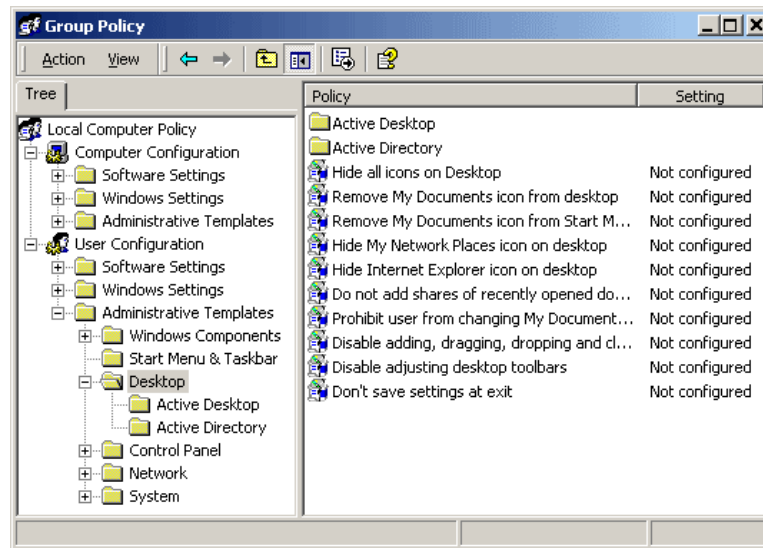 Group Policy
Action View
Tree
Local Computer Policy
Computer Configuration
Software Settings
Windows Settings
Administrative Templates
User Configuration
Software Settings
Windows Settings
Administrative Templates
Windows Components
Start Menu & Taskbar
Desktop
Active Desktop
Active Directory
Control Panel
Network
System
Policy Setting
Active Desktop
Active Directory
Hide all icons on Desktop Not configured
Remove My Documents icon from desktop Not configured
Remove My Documents icon from Start M... Not configured
Hide My Network Places icon on desktop Not configured
Hide Internet Explorer icon on desktop Not configured
Do not add shares of recently opened do... Not configured
Prohibit user from changing My Document... Not configured
Disable adding, dragging, dropping and cl... Not configured
Disable adjusting desktop toolbars Not configured
Don't save settings at exit Not configured